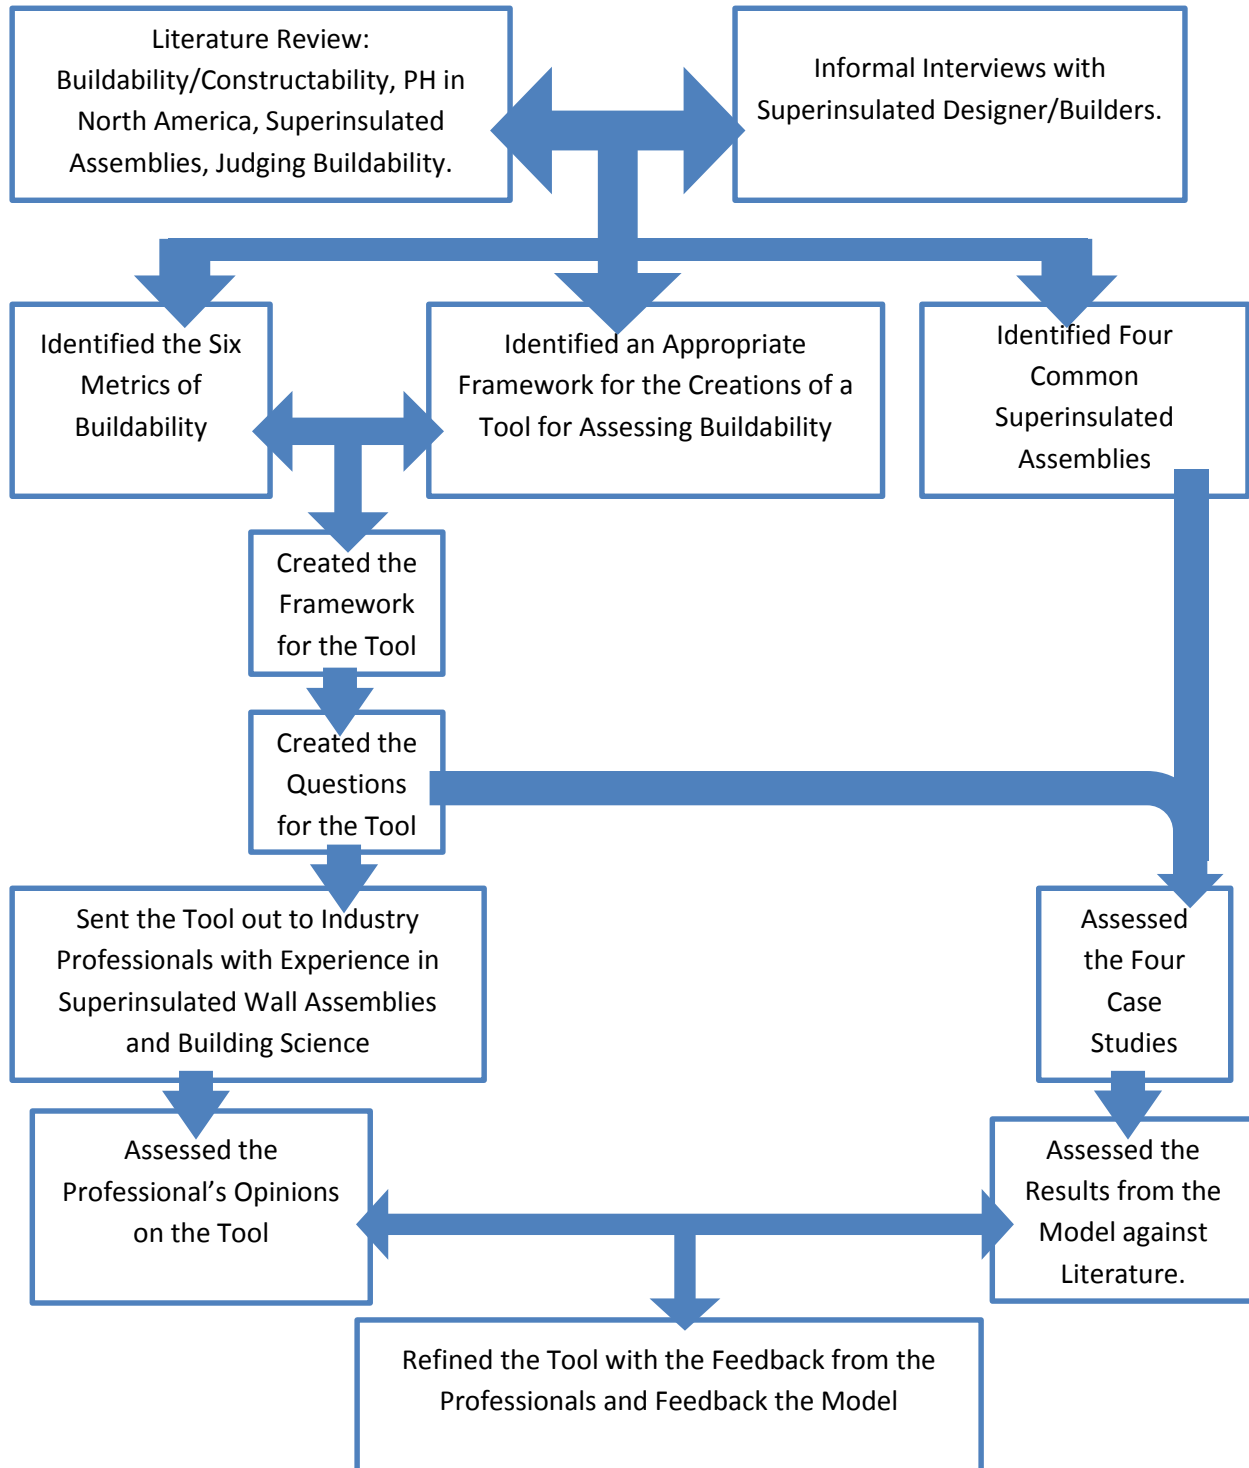 Literature Review:
Buildability/Constructability, PH in
North America, Superinsulated
Assemblies, Judging Buildability.
Informal Interviews with
Superinsulated Designer/Builders.
Identified the Six
Metrics of
Buildability
Identified an Appropriate
Framework for the Creations of a
Tool for Assessing Buildability
Identified Four
Common
Superinsulated
Assemblies
Created the
Framework
for the Tool
Created the
Questions
for the Tool
Sent the Tool out to Industry
Professionals with Experience in
Superinsulated Wall Assemblies
and Building Science
Assessed
the Four
Case
Studies
Assessed the
Professional’s Opinions
on the Tool
Assessed the
Results from the
Model against
Literature.
Refined the Tool with the Feedback from the
Professionals and Feedback the Model